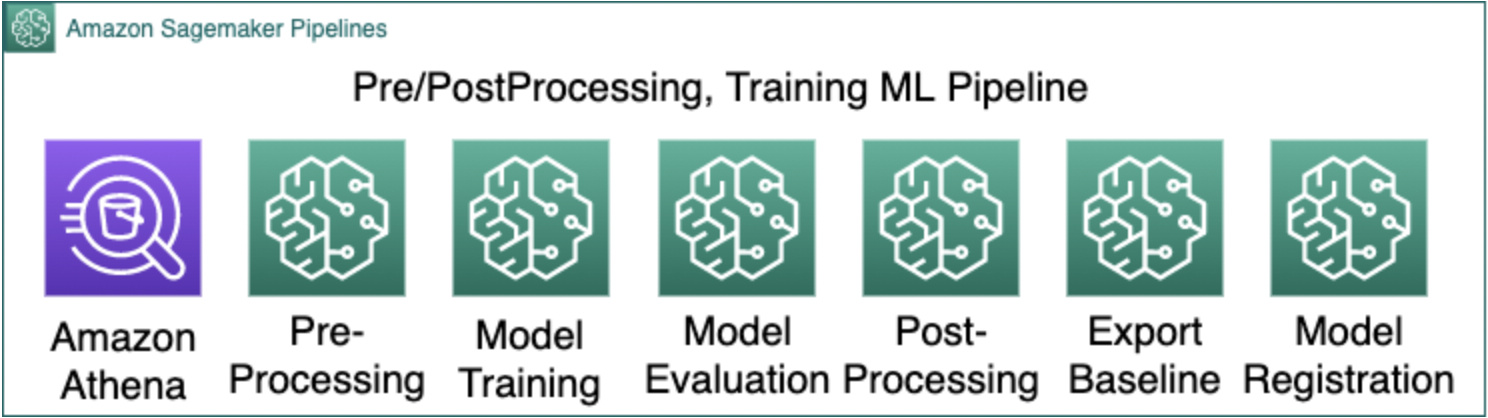 Amazon Sagemaker Pipelines
Pre/PostProcessing, Training ML Pipeline
Amazon
Athena
Pre-
Processing
Model
Training
Model
Evaluation
Post-
Processing
Export
Baseline
Model
Registration